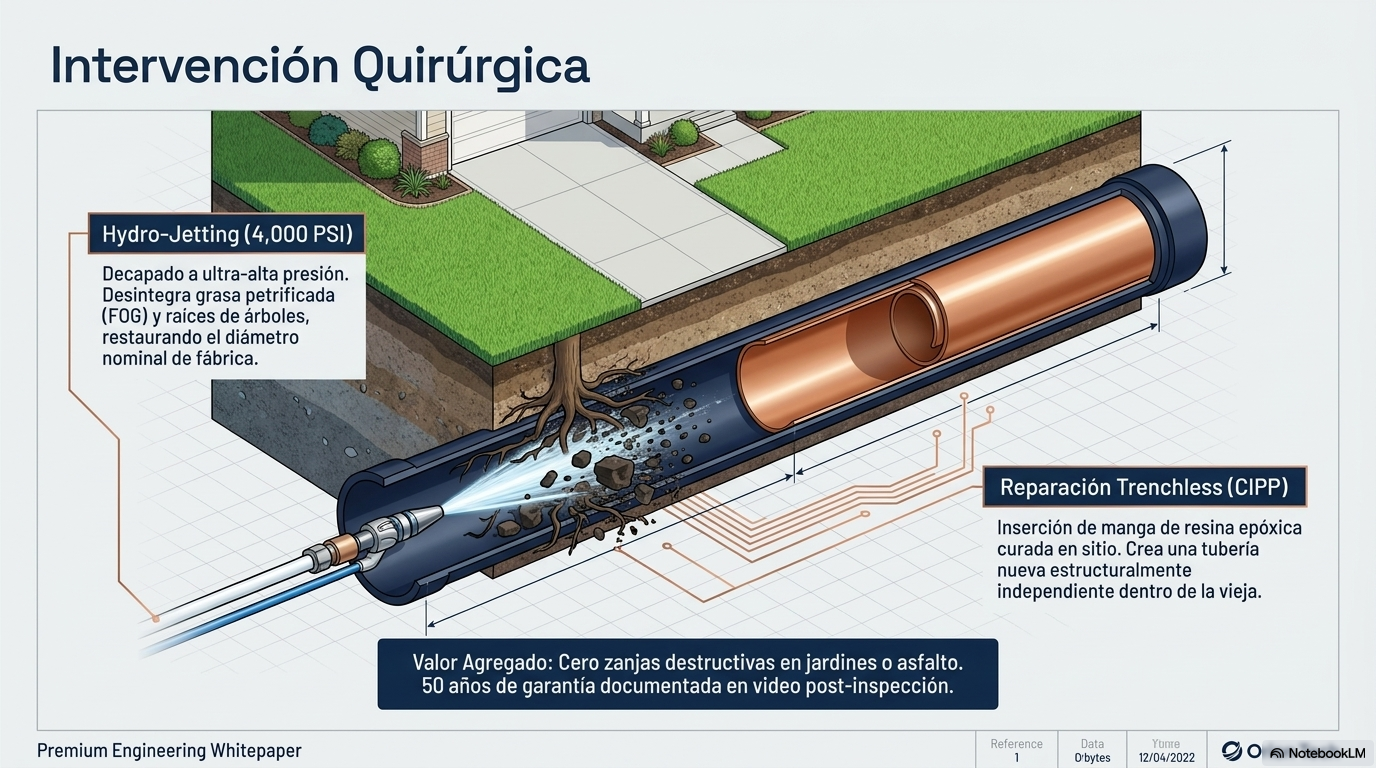 Intervención Quirúrgica
Hydro-Jetting (4,000 PSI)
Decapado a ultra-alta presión.
Desintegra grasa petrificada
(FOG) y raíces de árboles,
restaurando el diámetro
nominal de fábrica.
Reparación Trenchless (CIPP)
Inserción de manga de resina epóxica
curada en sitio. Crea una tubería
nueva estructuralmente
independiente dentro de la vieja.
Valor Agregado: Cero zanjas destructivas en jardines o asfalto.
50 años de garantía documentada en video post-inspección.
Premium Engineering Whitepaper
Reference
1
Data
O'bytes
12/04/2022
NotebookLM